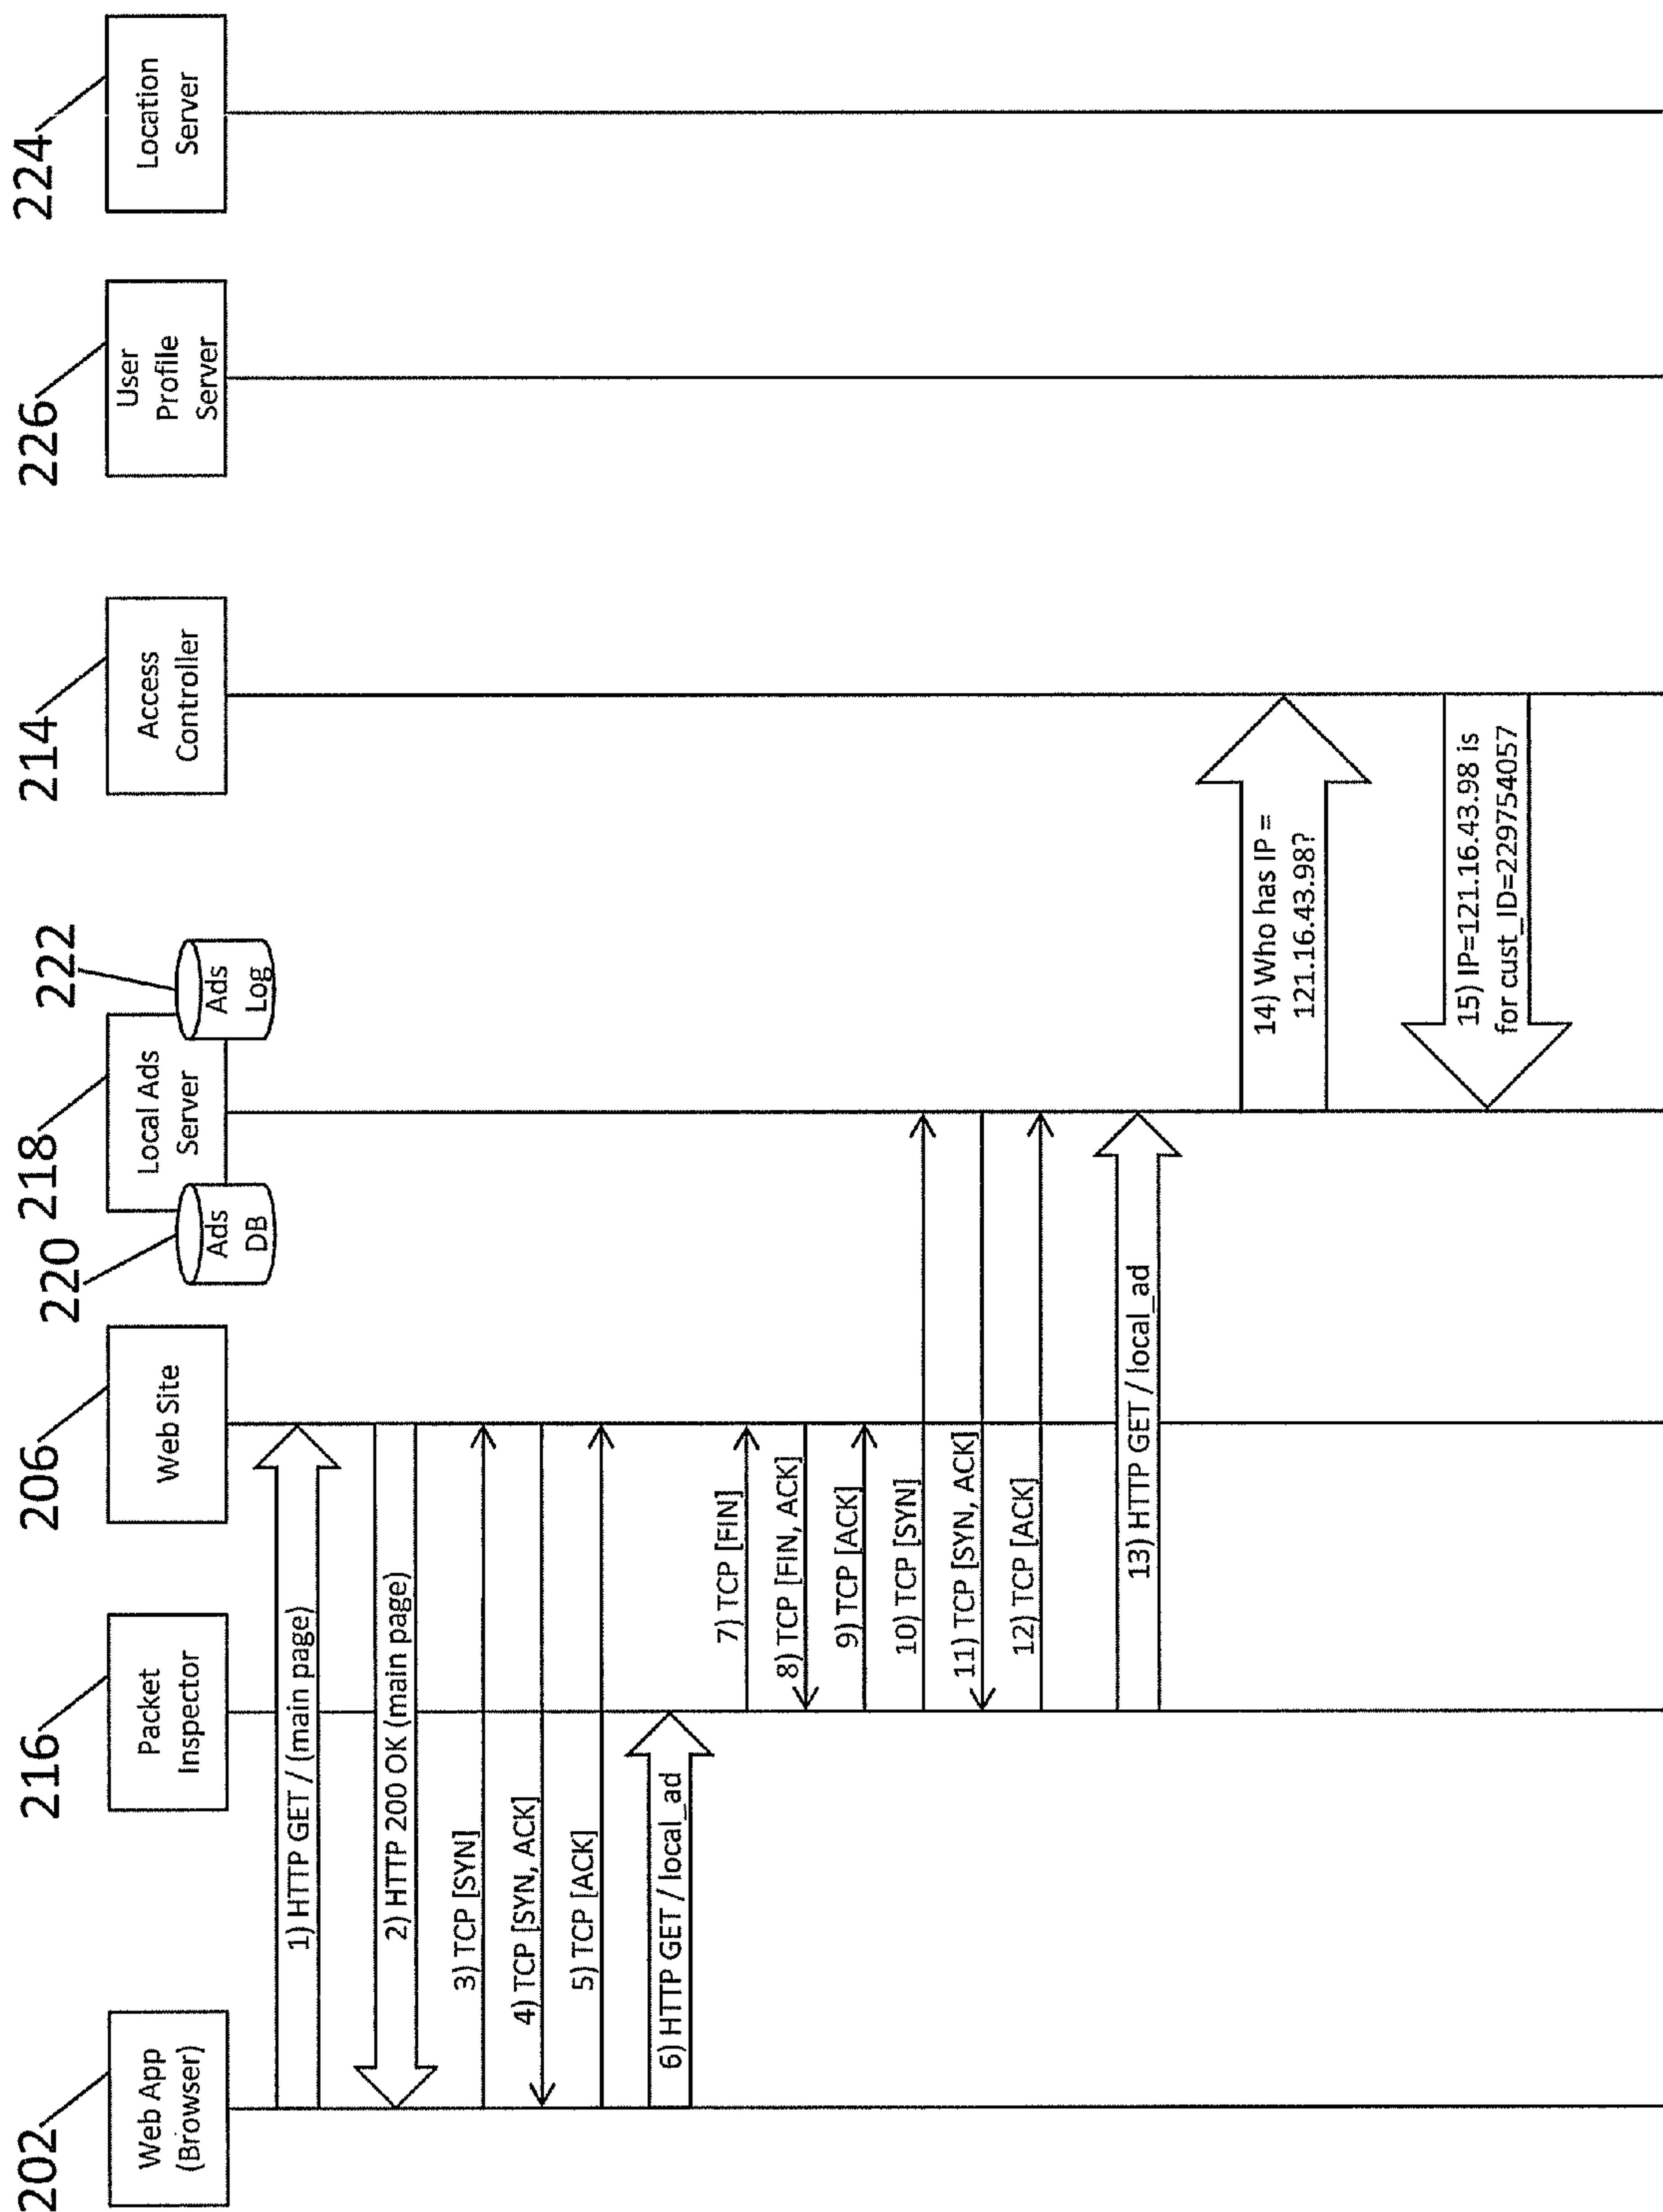 202
216
206
220
218
222
214
226
224
Web App
(Browser)
Packet
Inspector
Web Site
Ads
DB
Local Ads
Server
Ads
Log
Access
Controller
User
Profile
Server
Location
Server
1) HTTP GET / (main page)
2) HTTP 200 OK (main page)
3) TCP [SYN]
4) TCP [SYN, ACK]
5) TCP [ACK]
6) HTTP GET / local_ad
7) TCP [FIN]
8) TCP [FIN, ACK]
9) TCP [ACK]
10) TCP [SYN]
11) TCP [SYN, ACK]
12) TCP [ACK]
13) HTTP GET / local_ad
14) Who has IP =
121.16.43.98?
15) IP=121.16.43.98 is
for cust_ID=229754057